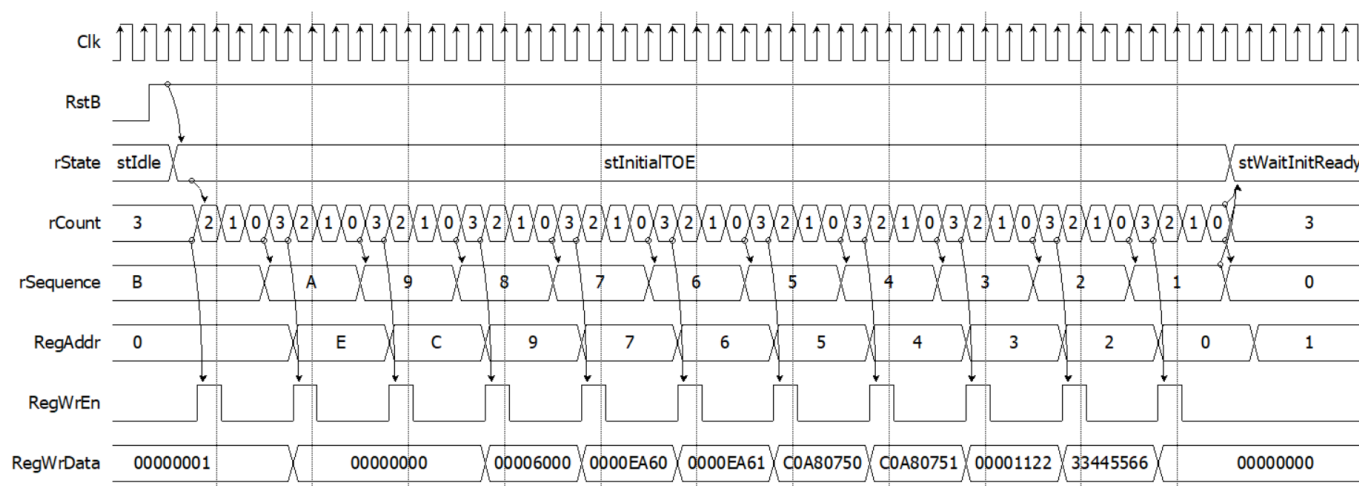 Clk
RstB
rState stIdle stInitialTOE stWaitInitReady
rCount 3 2 1 0 3 2 1 0 3 2 1 0 3 2 1 0 3 2 1 0 3 2 1 0 3 2 1 0 3 2 1 0 3 2 1 0 3 2 1 0 3 2 1 0 3
rSequence B A 9 8 7 6 5 4 3 2 1 0
RegAddr 0 E C 9 7 6 5 4 3 2 0 1
RegWrEn
RegWrData 00000001 00000000 00006000 0000EA60 0000EA61 C0A80750 C0A80751 00001122 33445566 00000000